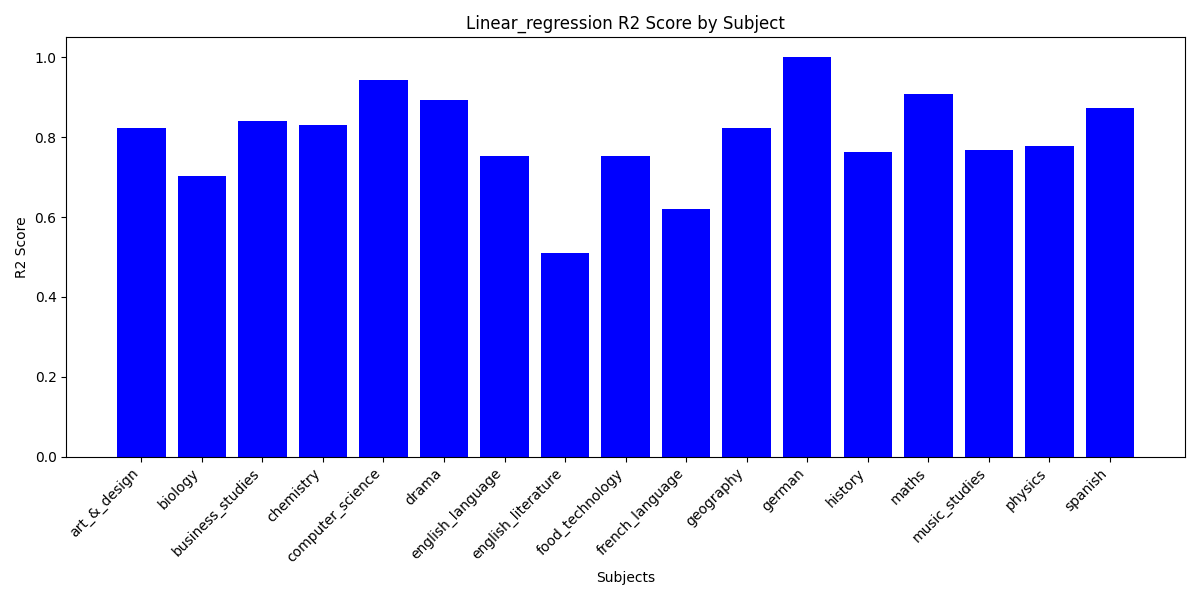 Linear_regression R2 Score by Subject
1.0
0.8
0.6
0.4
0.2
0.0
R2 Score
art_&_design
biology
business_studies
chemistry
computer_science
drama
english_language
english_literature
food_technology
french_language
geography
german
history
maths
music_studies
physics
spanish
Subjects